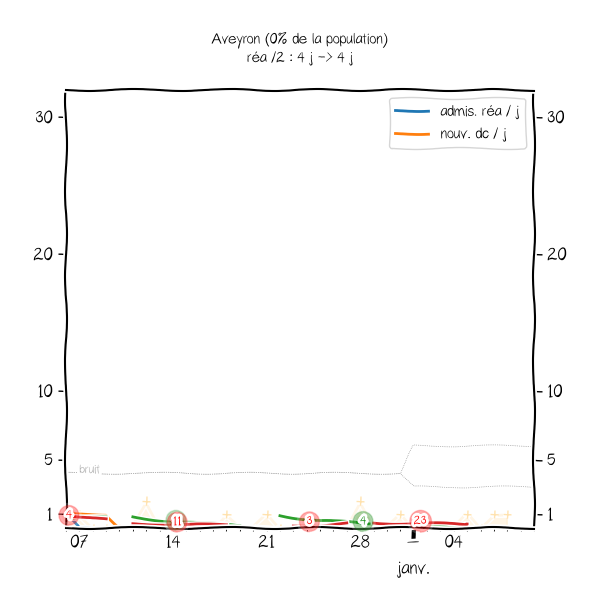 Aveyron (0% de la population)
réa /2 : 4 j -> 4 j
admis. réa / j
nouv. dc / j
30 30
20 20
10 10
5 5
bruit
1 1
4 11 3 4 23
07 14 21 28 04
janv.